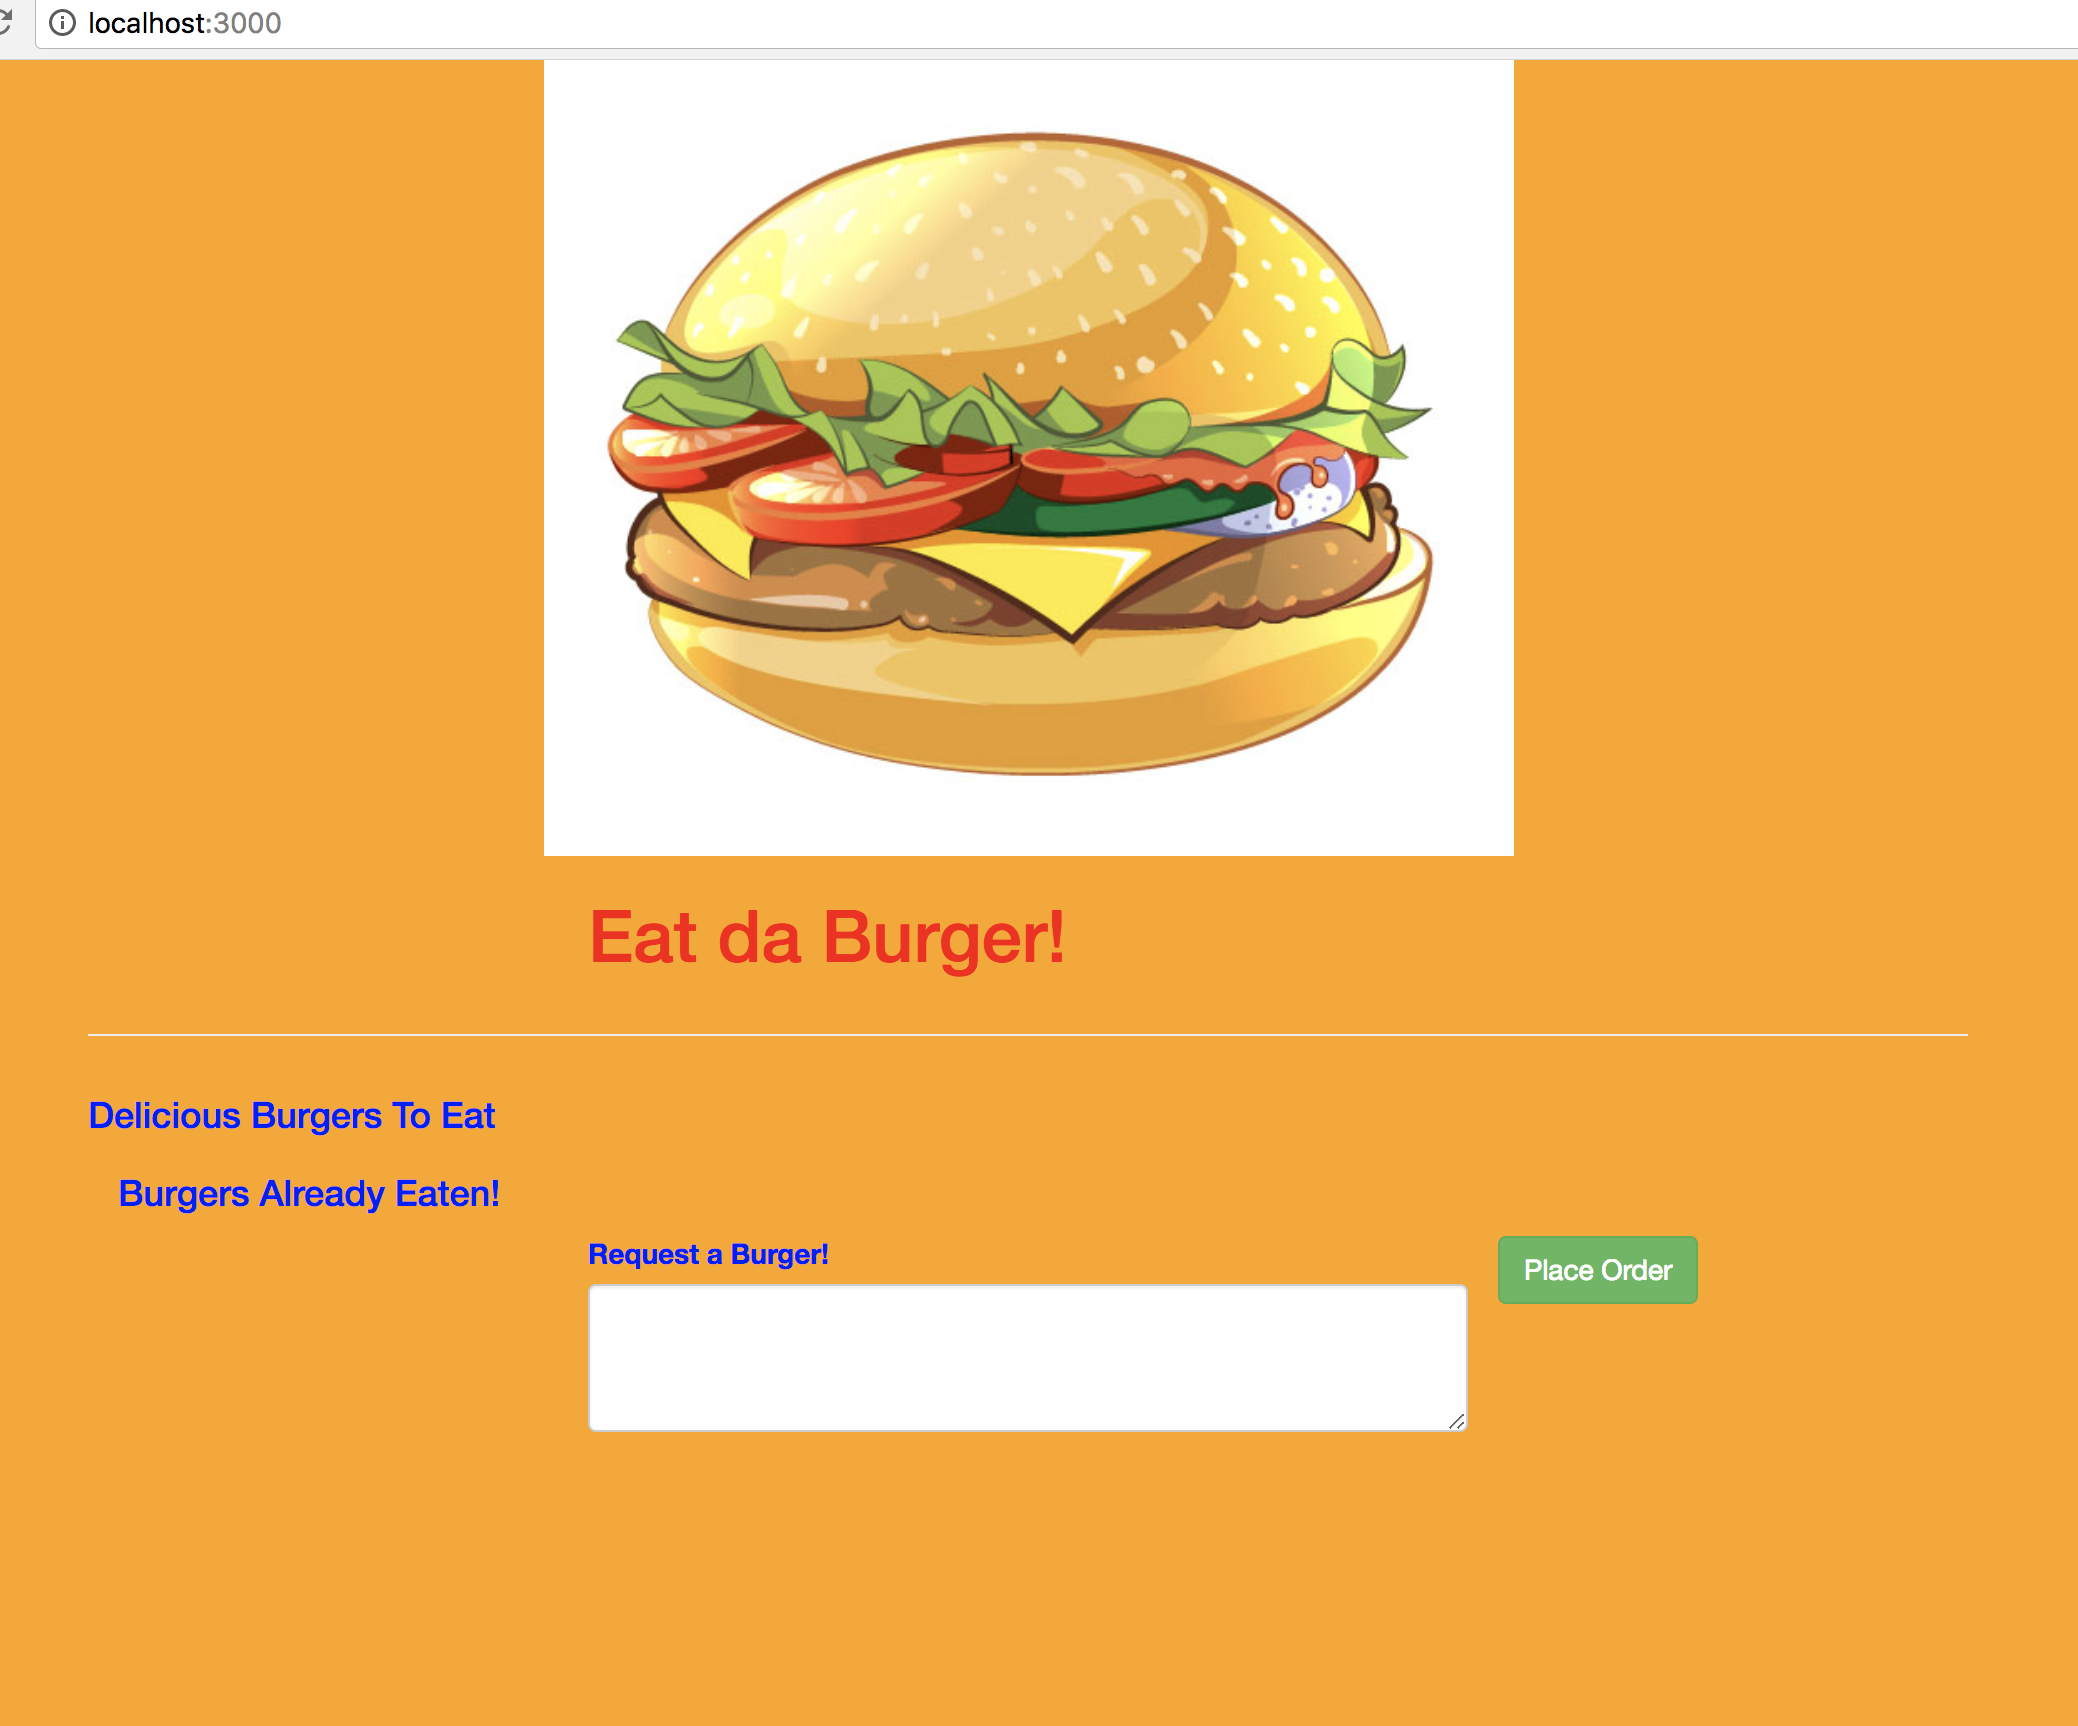 localhost:3000
Eat da Burger!
Delicious Burgers To Eat
Burgers Already Eaten!
Request a Burger!
Place Order